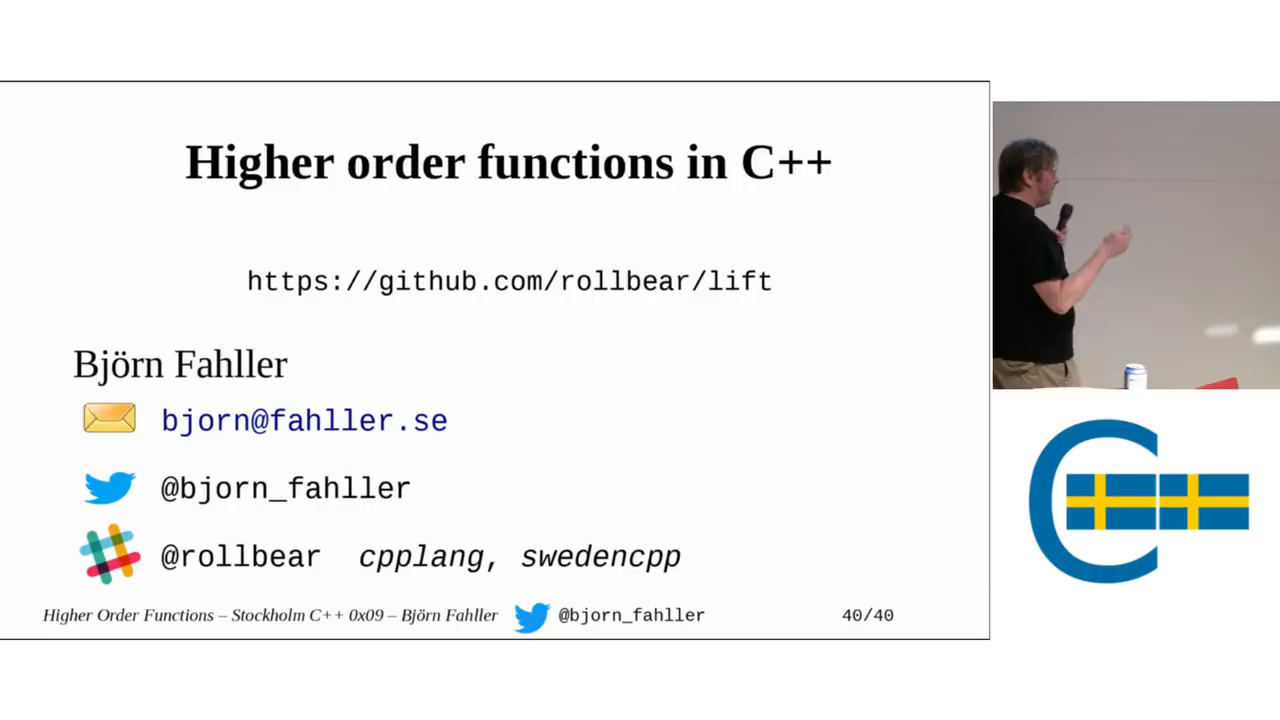 Higher order functions in C++
https://github.com/rollbear/lift
Björn Fahller
bjorn@fahller.se
@bjorn_fahller
@rollbear cpplang, swedencpp
Higher Order Functions – Stockholm C++ 0x09 – Björn Fahller @bjorn_fahller 40/40
C++